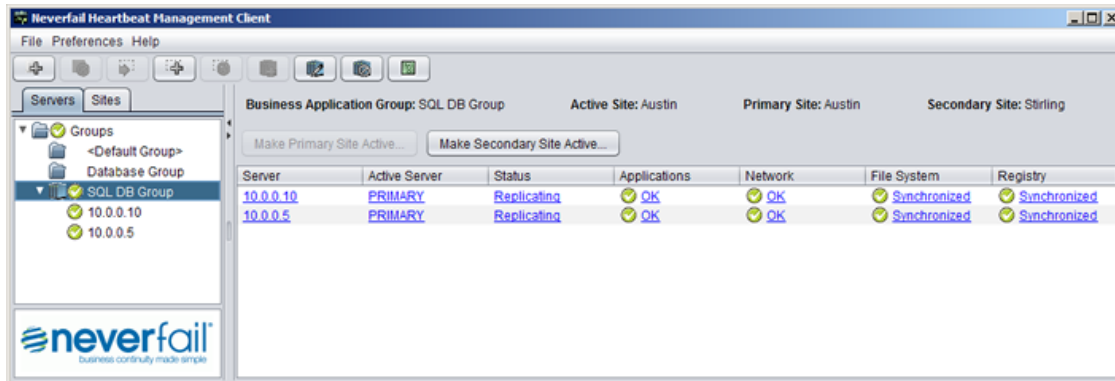 Neverfail Heartbeat Management Client
File Preferences Help
Servers Sites
Groups
<Default Group>
Database Group
SQL DB Group
10.0.0.10
10.0.0.5
neverfail
business continuity made simple
Business Application Group: SQL DB Group Active Site: Austin Primary Site: Austin Secondary Site: Stirling
Make Primary Site Active... Make Secondary Site Active...
Server Active Server Status Applications Network File System Registry
10.0.0.10 PRIMARY Replicating OK OK Synchronized Synchronized
10.0.0.5 PRIMARY Replicating OK OK Synchronized Synchronized